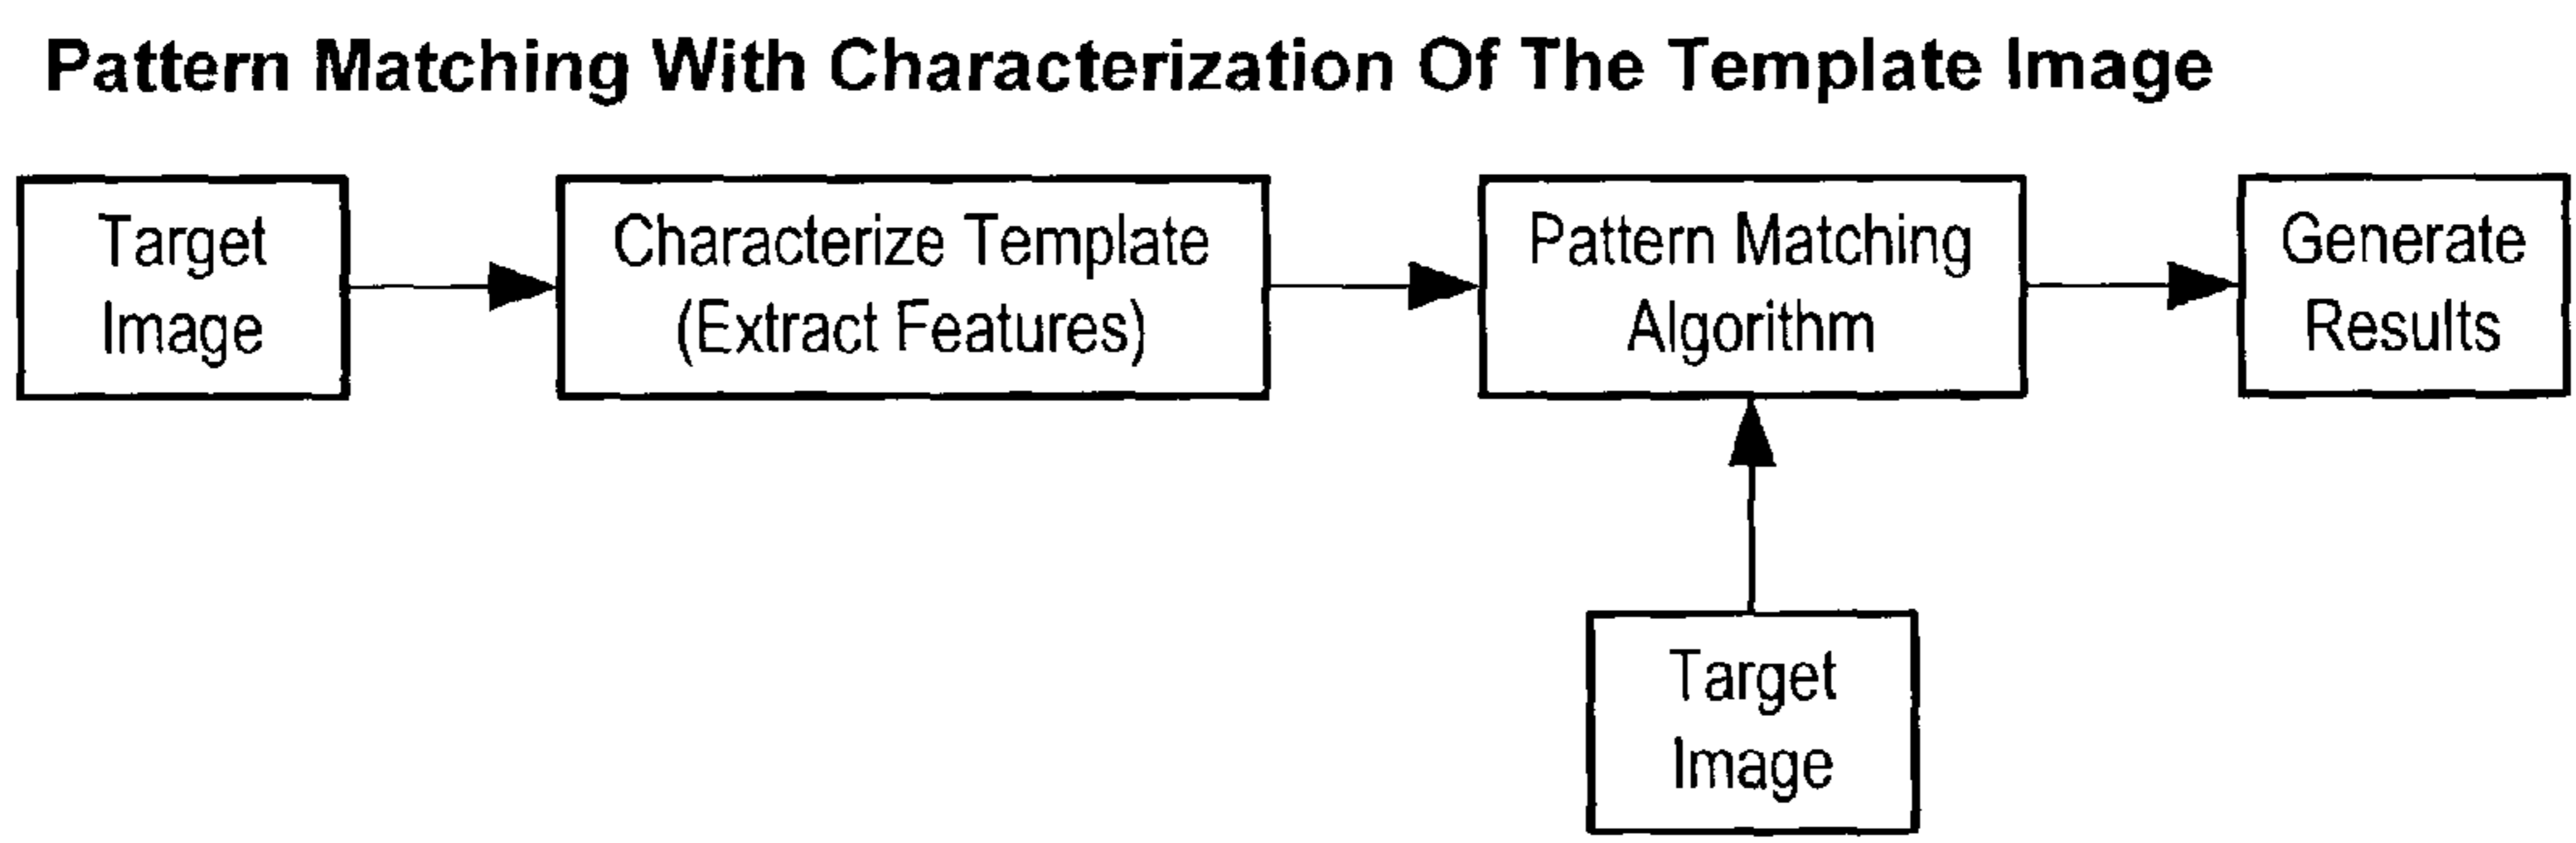 Pattern Matching With Characterization Of The Template Image
Target
Image
Characterize Template
(Extract Features)
Pattern Matching
Algorithm
Generate
Results
Target
Image